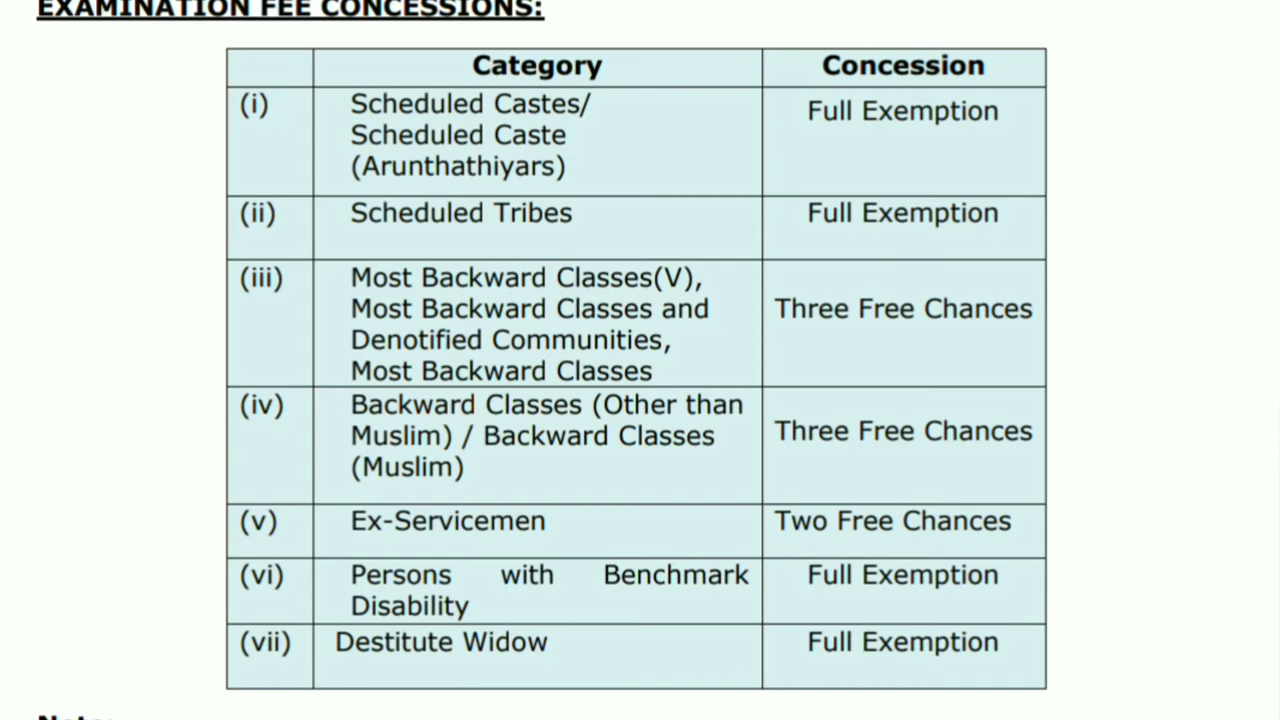 EXAMINATION FEE CONCESSIONS:
Category Concession
(i) Scheduled Castes/ Full Exemption
Scheduled Caste
(Arunthathiyars)
(ii) Scheduled Tribes Full Exemption
(iii) Most Backward Classes(V),
Most Backward Classes and Three Free Chances
Denotified Communities,
Most Backward Classes
(iv) Backward Classes (Other than
Muslim) / Backward Classes Three Free Chances
(Muslim)
(v) Ex-Servicemen Two Free Chances
(vi) Persons with Benchmark Full Exemption
Disability
(vii) Destitute Widow Full Exemption
Note: